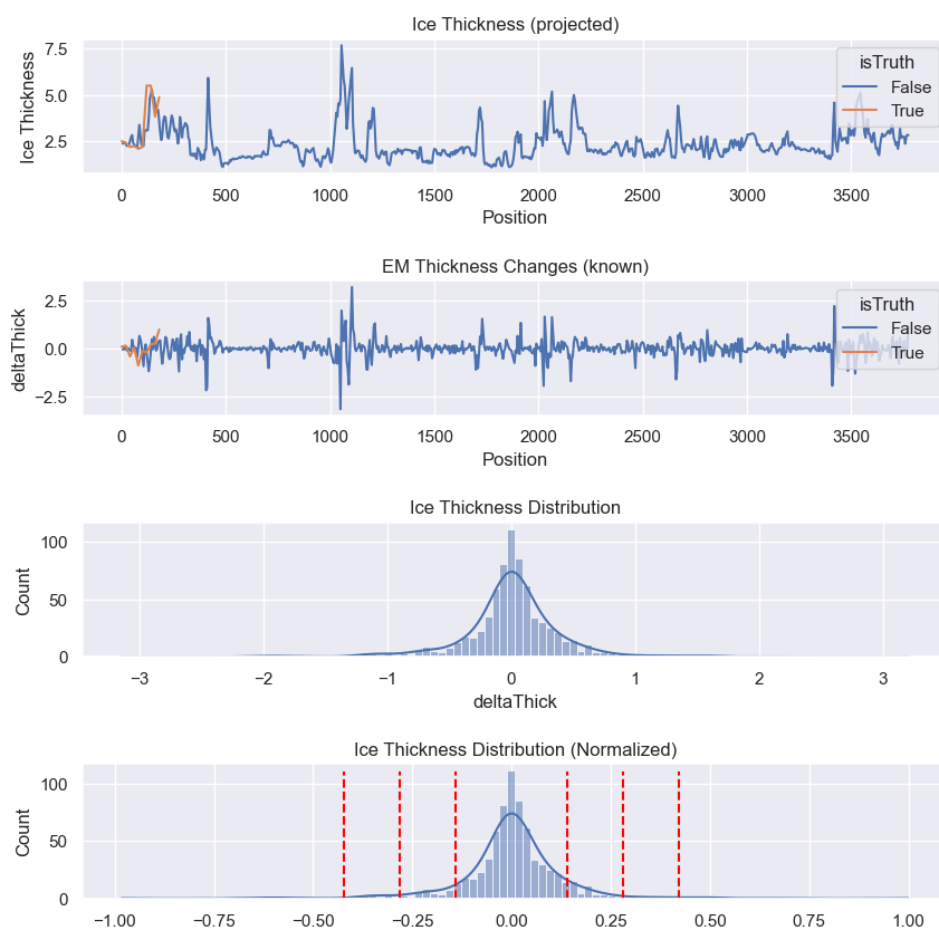 Ice Thickness (projected)
Ice Thickness
7.5
5.0
2.5
isTruth
False
True
0 500 1000 1500 2000 2500 3000 3500
Position
EM Thickness Changes (known)
deltaThick
2.5
0.0
−2.5
isTruth
False
True
0 500 1000 1500 2000 2500 3000 3500
Position
Ice Thickness Distribution
Count
100
50
0
−3 −2 −1 0 1 2 3
deltaThick
Ice Thickness Distribution (Normalized)
Count
100
50
0
−1.00 −0.75 −0.50 −0.25 0.00 0.25 0.50 0.75 1.00